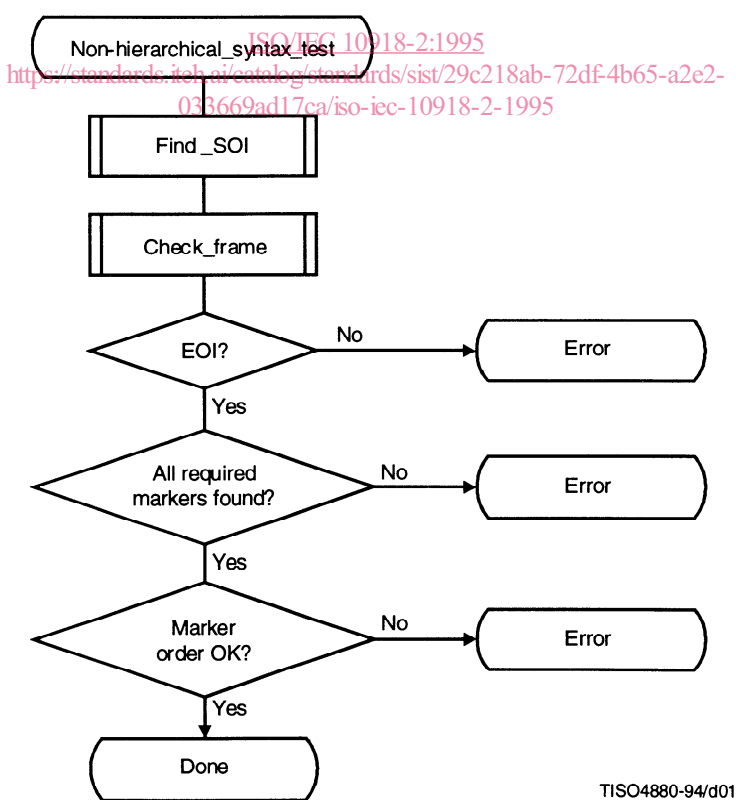 Non-hierarchical_syntax_test
ISO/IEC 10918-2:1995
https://standards.iteh.ai/catalog/standards/sist/29c218ab-72df-4b65-a2e2-
033669ad17ca/iso-iec-10918-2-1995
Find _SOI
Check_frame
EOI?
No
Error
Yes
All required
markers found?
No
Error
Yes
Marker
order OK?
No
Error
Yes
Done
TISO4880-94/d01